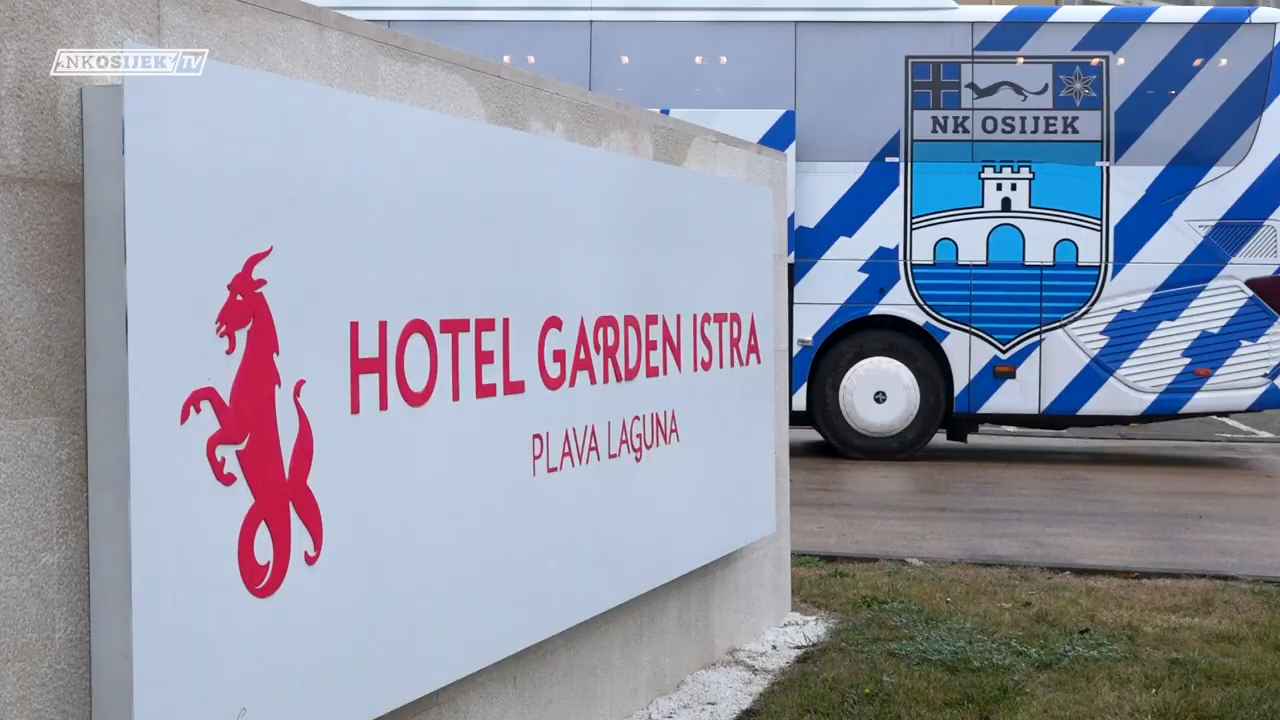 NKOSIJEK TV
NK OSIJEK
HOTEL GARDEN ISTRA
PLAVA LAGUNA